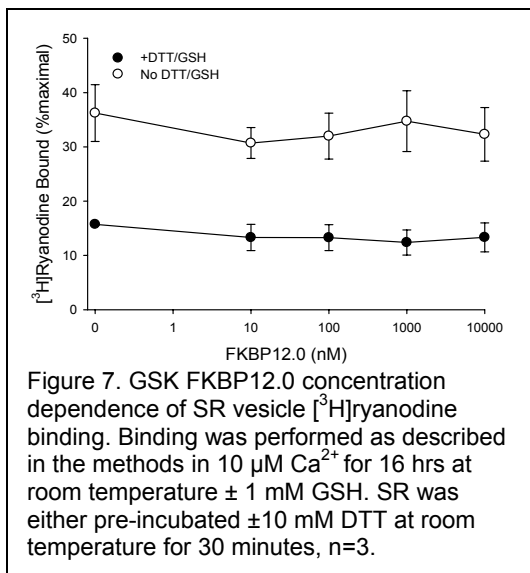 50
+DTT/GSH
No DTT/GSH
40
30
20
10
0
[³H]Ryanodine Bound (%maximal)
0 1 10 100 1000 10000
FKBP12.0 (nM)
Figure 7. GSK FKBP12.0 concentration
dependence of SR vesicle [³H]ryanodine
binding. Binding was performed as described
in the methods in 10 µM Ca²⁺ for 16 hrs at
room temperature ± 1 mM GSH. SR was
either pre-incubated ±10 mM DTT at room
temperature for 30 minutes, n=3.